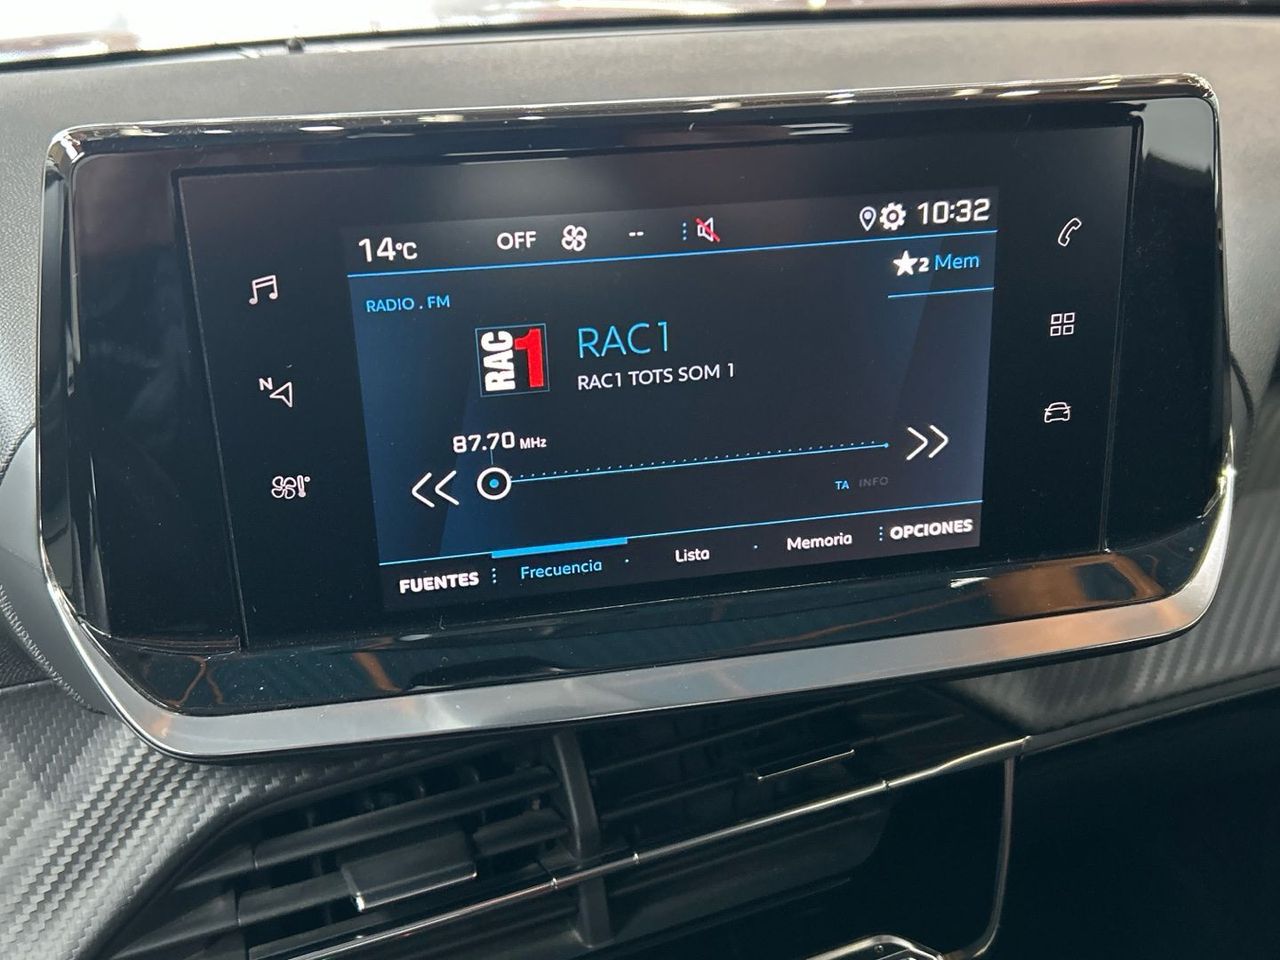 14°C OFF -- 10:32
2 Mem
RADIO . FM
RAC1
RAC1
RAC1 TOTS SOM 1
N
87.70 MHz
TA INFO
FUENTES Frecuencia Lista Memoria OPCIONES